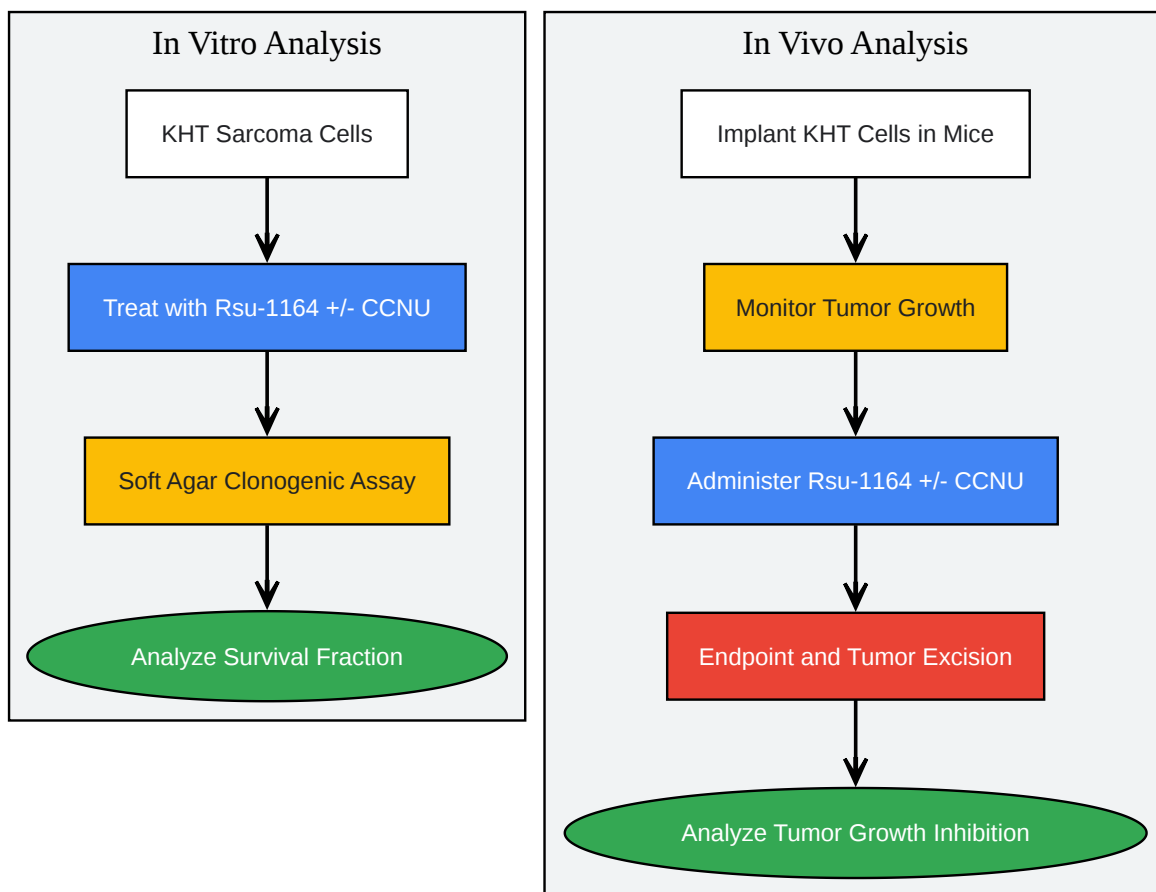 In Vitro Analysis
KHT Sarcoma Cells
Treat with Rsu-1164 +/- CCNU
Soft Agar Clonogenic Assay
Analyze Survival Fraction
In Vivo Analysis
Implant KHT Cells in Mice
Monitor Tumor Growth
Administer Rsu-1164 +/- CCNU
Endpoint and Tumor Excision
Analyze Tumor Growth Inhibition